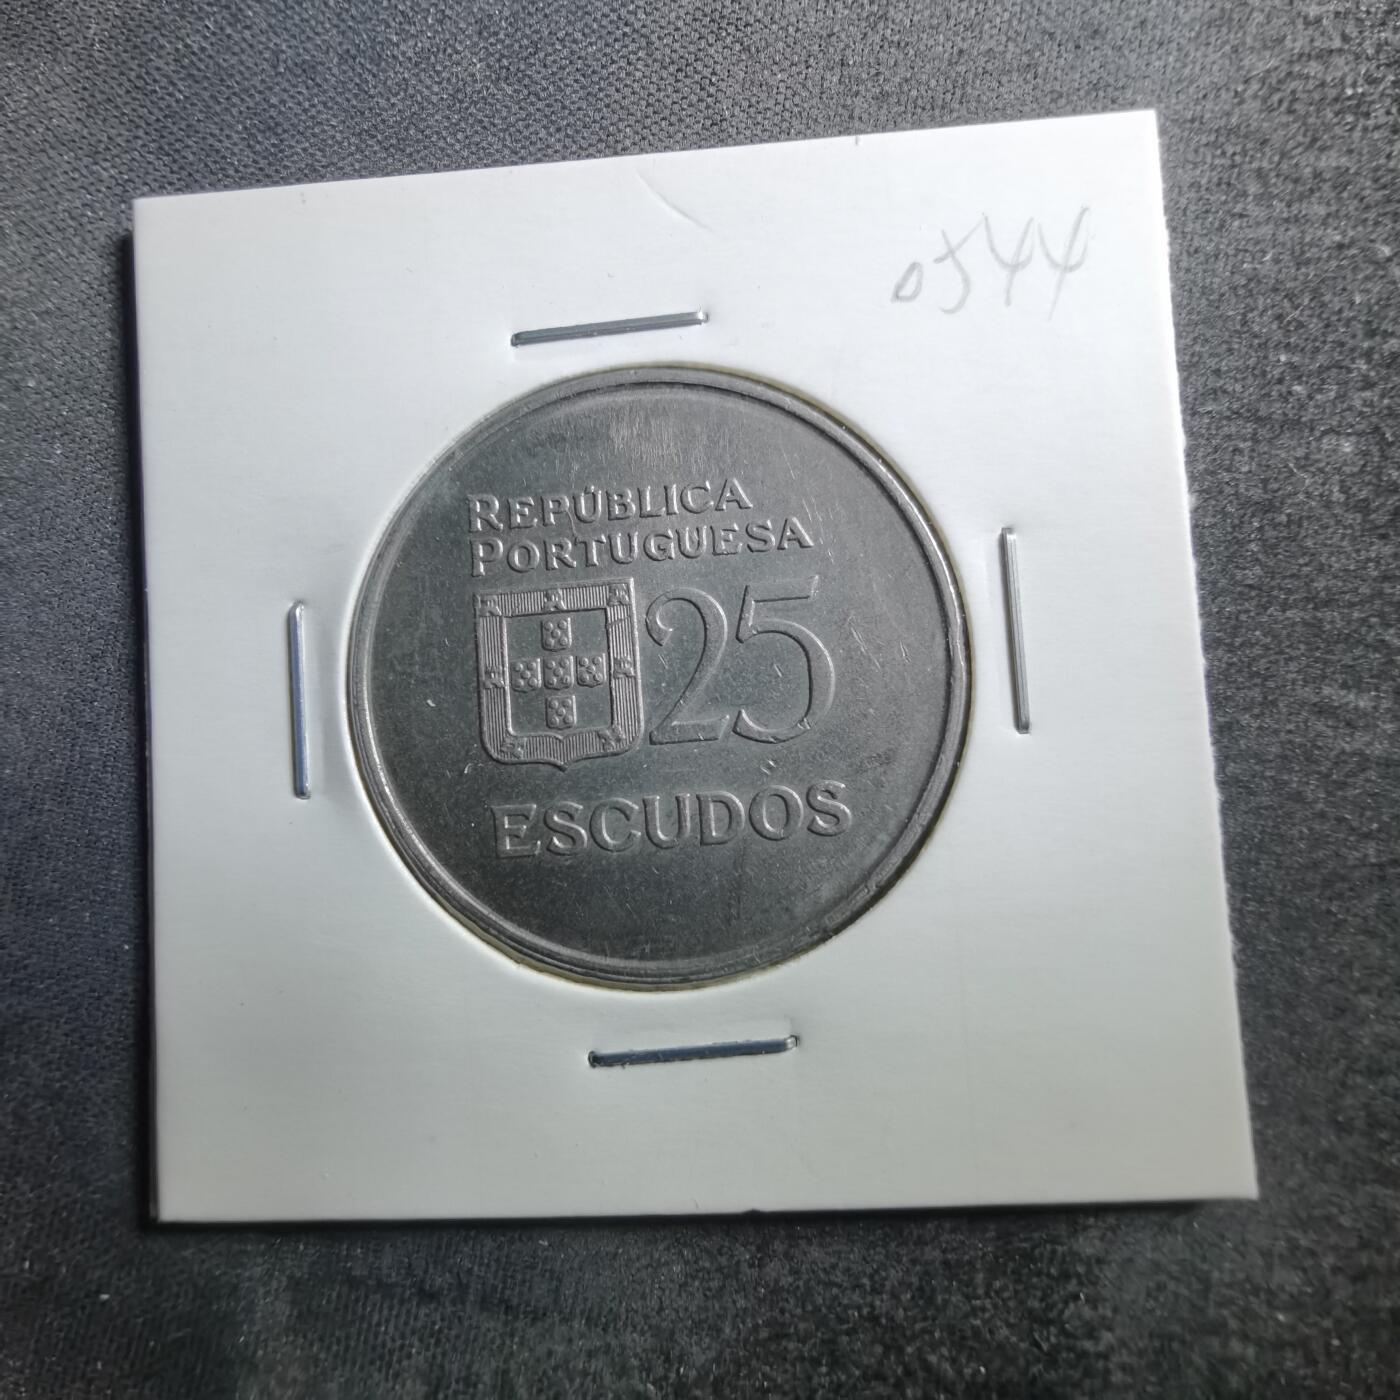 0544
REPÚBLICA
PORTUGUESA
25
ESCUDOS